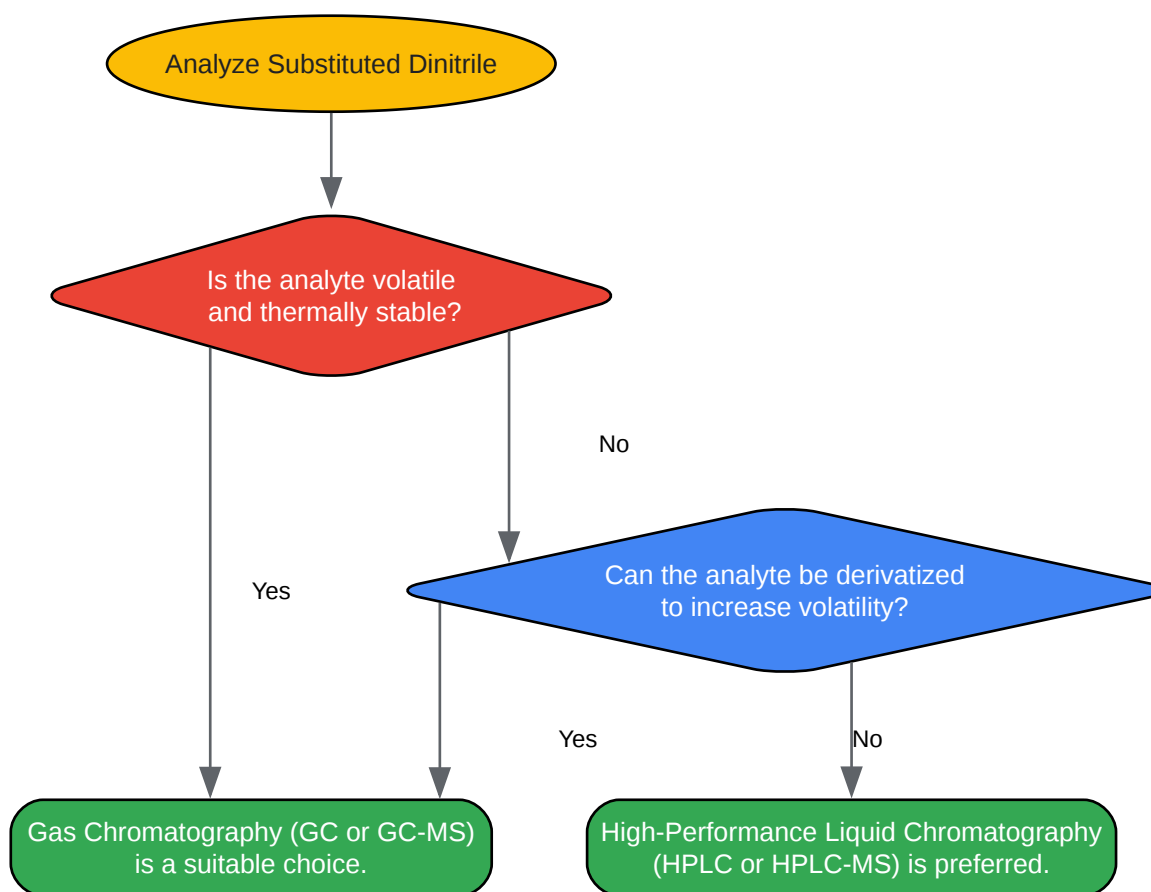 Analyze Substituted Dinitrile
Is the analyte volatile
and thermally stable?
No
Can the analyte be derivatized
to increase volatility?
Yes
Yes
No
Gas Chromatography (GC or GC-MS)
is a suitable choice.
High-Performance Liquid Chromatography
(HPLC or HPLC-MS) is preferred.